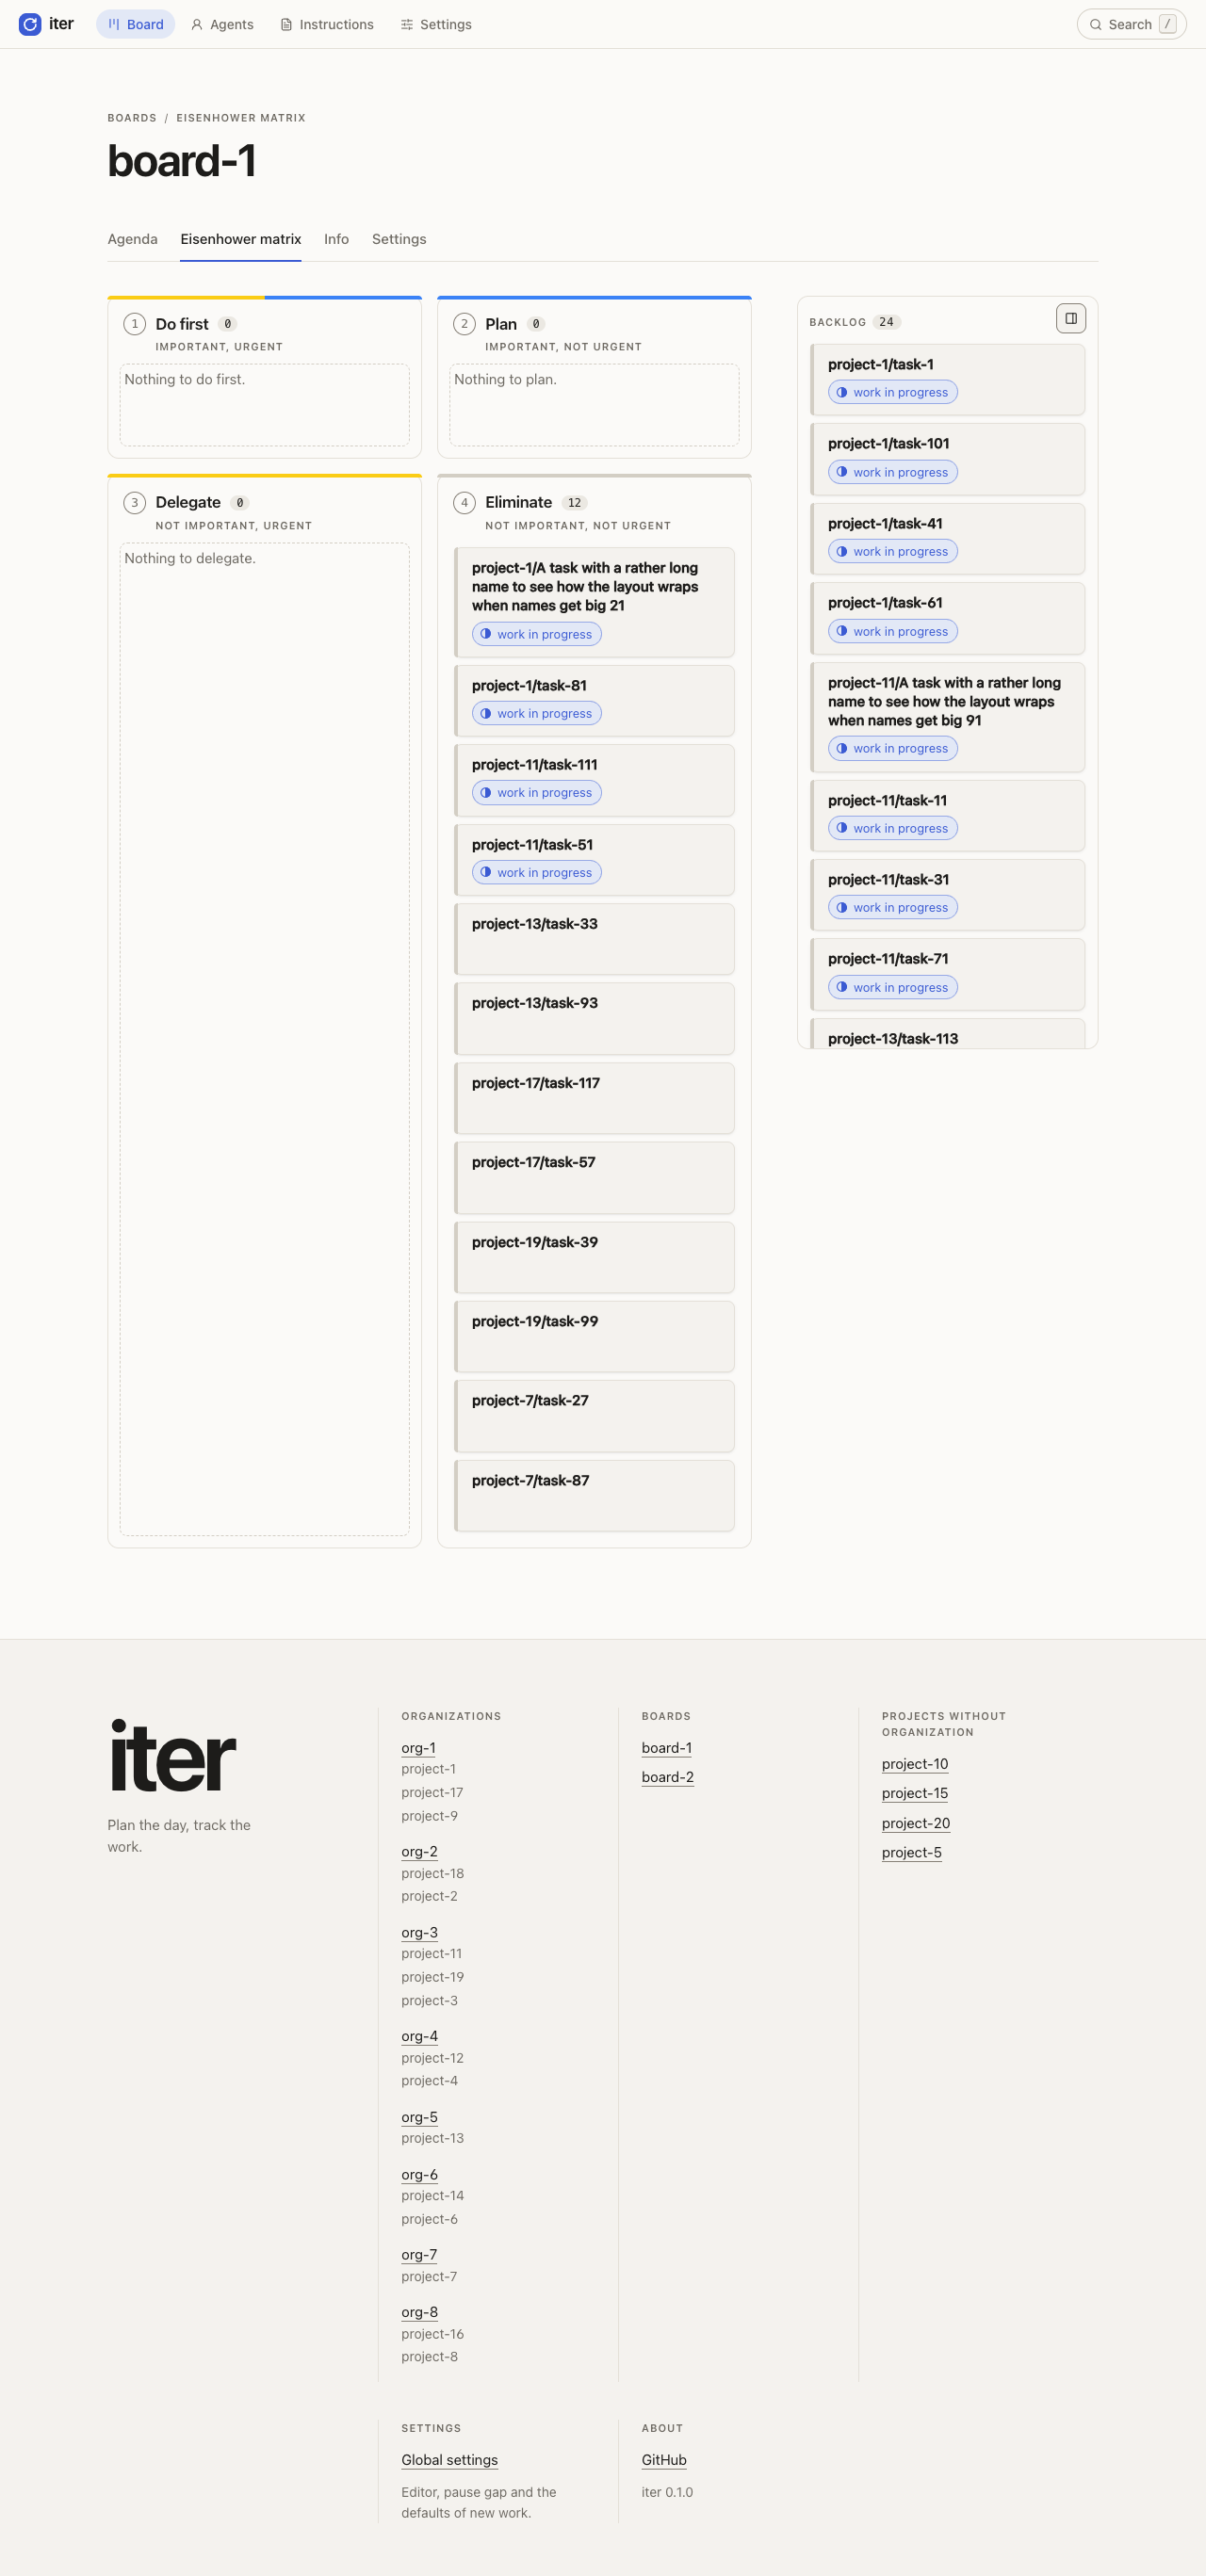 iter
Board
Agents
Instructions
Settings
Search /
BOARDS / EISENHOWER MATRIX
board-1
Agenda
Eisenhower matrix
Info
Settings
1 Do first 0
IMPORTANT, URGENT
Nothing to do first.
2 Plan 0
IMPORTANT, NOT URGENT
Nothing to plan.
3 Delegate 0
NOT IMPORTANT, URGENT
Nothing to delegate.
4 Eliminate 12
NOT IMPORTANT, NOT URGENT
project-1/A task with a rather long
name to see how the layout wraps
when names get big 21
work in progress
project-1/task-81
work in progress
project-11/task-111
work in progress
project-11/task-51
work in progress
project-13/task-33
project-13/task-93
project-17/task-117
project-17/task-57
project-19/task-39
project-19/task-99
project-7/task-27
project-7/task-87
BACKLOG 24
project-1/task-1
work in progress
project-1/task-101
work in progress
project-1/task-41
work in progress
project-1/task-61
work in progress
project-11/A task with a rather long
name to see how the layout wraps
when names get big 91
work in progress
project-11/task-11
work in progress
project-11/task-31
work in progress
project-11/task-71
work in progress
project-13/task-113
iter
Plan the day, track the
work.
ORGANIZATIONS
org-1
project-1
project-17
project-9
org-2
project-18
project-2
org-3
project-11
project-19
project-3
org-4
project-12
project-4
org-5
project-13
org-6
project-14
project-6
org-7
project-7
org-8
project-16
project-8
BOARDS
board-1
board-2
PROJECTS WITHOUT
ORGANIZATION
project-10
project-15
project-20
project-5
SETTINGS
Global settings
Editor, pause gap and the
defaults of new work.
ABOUT
GitHub
iter 0.1.0